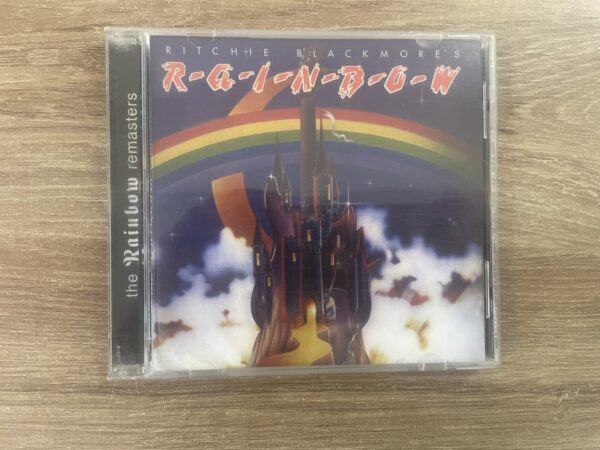 RITCHIE BLACKMORE'S
R-A-I-N-B-O-W
the Rainbow remasters